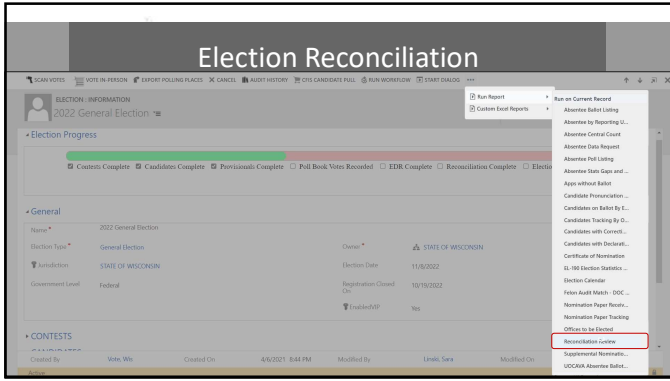 Election Reconciliation
SCAN VOTES VOTE IN-PERSON EXPORT POLLING PLACES CANCEL AUDIT HISTORY CFIS CANDIDATE PULL RUN WORKFLOW START DIALOG ...
ELECTION : INFORMATION
2022 General Election
Run Report
Custom Excel Reports
Election Progress
Contests Complete Candidates Complete Provisionals Complete Poll Book Votes Recorded EDR Complete Reconciliation Complete Electio
General
Name * 2022 General Election
Election Type * General Election Owner * STATE OF WISCONSIN
Jurisdiction STATE OF WISCONSIN Election Date 11/8/2022
Government Level Federal Registration Closed On 10/19/2022
EnabledVIP Yes
CONTESTS
CANDIDATES
Created By Vote, Wis Created On 4/6/2021 8:44 PM Modified By Linski, Sara Modified On
Active
Run on Current Record
Absentee Ballot Listing
Absentee by Reporting U...
Absentee Central Count
Absentee Data Request
Absentee Poll Listing
Absentee Stats Gaps and ...
Apps without Ballot
Candidate Pronunciation ...
Candidates on Ballot By E...
Candidates Tracking By O...
Candidates with Correcti...
Candidates with Declarati...
Certificate of Nomination
EL-190 Election Statistics ...
Election Calendar
Felon Audit Match - DOC ...
Nomination Paper Receiv...
Nomination Paper Tracking
Offices to be Elected
Reconciliation Review
Supplemental Nominatio...
UOCAVA Absentee Ballot...